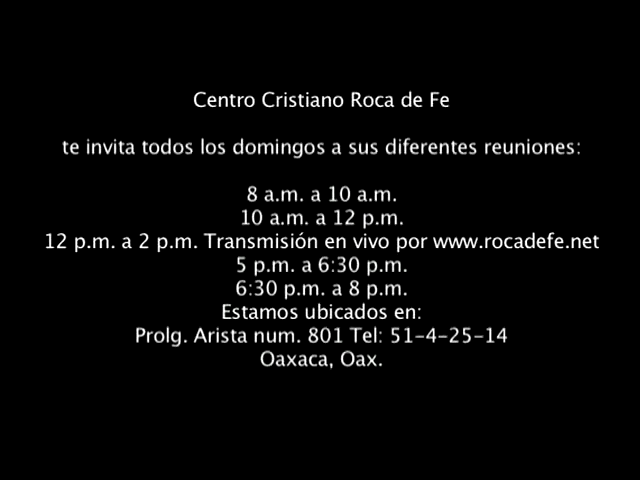 Centro Cristiano Roca de Fe
te invita todos los domingos a sus diferentes reuniones:
8 a.m. a 10 a.m.
10 a.m. a 12 p.m.
12 p.m. a 2 p.m. Transmisión en vivo por www.rocadefe.net
5 p.m. a 6:30 p.m.
6:30 p.m. a 8 p.m.
Estamos ubicados en:
Prolg. Arista num. 801 Tel: 51-4-25-14
Oaxaca, Oax.